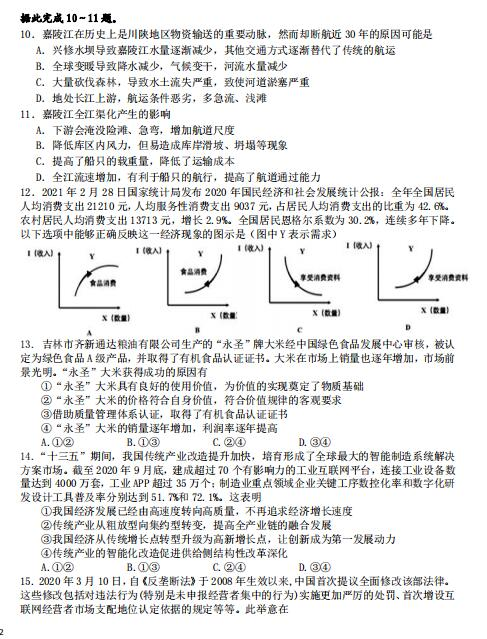 据此完成10～11题。
10．嘉陵江在历史上是川陕地区物资输送的重要动脉，然而却断航近30年的原因可能是
A．兴修水坝导致嘉陵江水量逐渐减少，其他交通方式逐渐替代了传统的航运
B．全球变暖导致降水减少，气候变干，河流水量减少
C．大量砍伐森林，导致水土流失严重，致使河道淤塞严重
D．地处长江上游，航运条件恶劣，多急流、浅滩
11．嘉陵江全江渠化产生的影响
A．下游会淹没险滩、急弯，增加航道尺度
B．降低库区内风力，但易造成库岸滑坡、坍塌等现象
C．提高了船只的载重量，降低了运输成本
D．全江流速增加，有利于船只的航行，提高了航道通过能力
12．2021年2月28日国家统计局发布2020年国民经济和社会发展统计公报：全年全国居民
人均消费支出21210元，人均服务性消费支出9037元，占居民人均消费支出的比重为42.6%。
农村居民人均消费支出13713元，增长2.9%。全国居民恩格尔系数为30.2%，连续多年下降。
以下选项中能够正确反映这一经济现象的图示是（图中Y表示需求）
I（收入） Y 食品消费 X（数量） A
I（收入） Y 食品消费 X（数量） B
I（收入） Y 享受消费资料 X（数量） C
I（收入） Y 享受消费资料 X（数量） D
13．吉林市齐新通达粮油有限公司生产的“永圣”牌大米经中国绿色食品发展中心审核，被认
定为绿色食品A级产品，并取得了有机食品认证证书。大米在市场上销量也逐年增加，市场前
景光明。“永圣”大米获得成功的原因有
①“永圣”大米具有良好的使用价值，为价值的实现奠定了物质基础
②“永圣”大米的价格符合自身价值，符合价值规律的客观要求
③借助质量管理体系认证，取得了有机食品认证证书
④“永圣”大米的销量逐年增加，利润率逐年提高
A.①② B.①③ C.②④ D.③④
14．“十三五”期间，我国传统产业改造提升加快，培育形成了全球最大的智能制造系统解决
方案市场。截至2020年9月底，建成超过70个有影响力的工业互联网平台，连接工业设备数
量达到4000万套，工业APP超过35万个；制造业重点领域企业关键工序数控化率和数字化研
发设计工具普及率分别达到51.7%和72.1%。这表明
①我国经济发展已经由高速度转向高质量，不再追求经济增长速度
②传统产业从粗放型向集约型转变，提高全产业链的融合发展
③我国经济从传统增长点转型升级为高新增长点，让创新成为第一发展动力
④传统产业的智能化改造促进供给侧结构性改革深化
A.①② B.①③ C.②④ D.③④
15．2020年3月10日，自《反垄断法》于2008年生效以来，中国首次提议全面修改该部法律。
这些修改包括对违法行为（特别是未申报经营者集中的行为）实施更加严厉的处罚、首次增设互
联网经营者市场支配地位认定依据的规定等等。此举意在
2